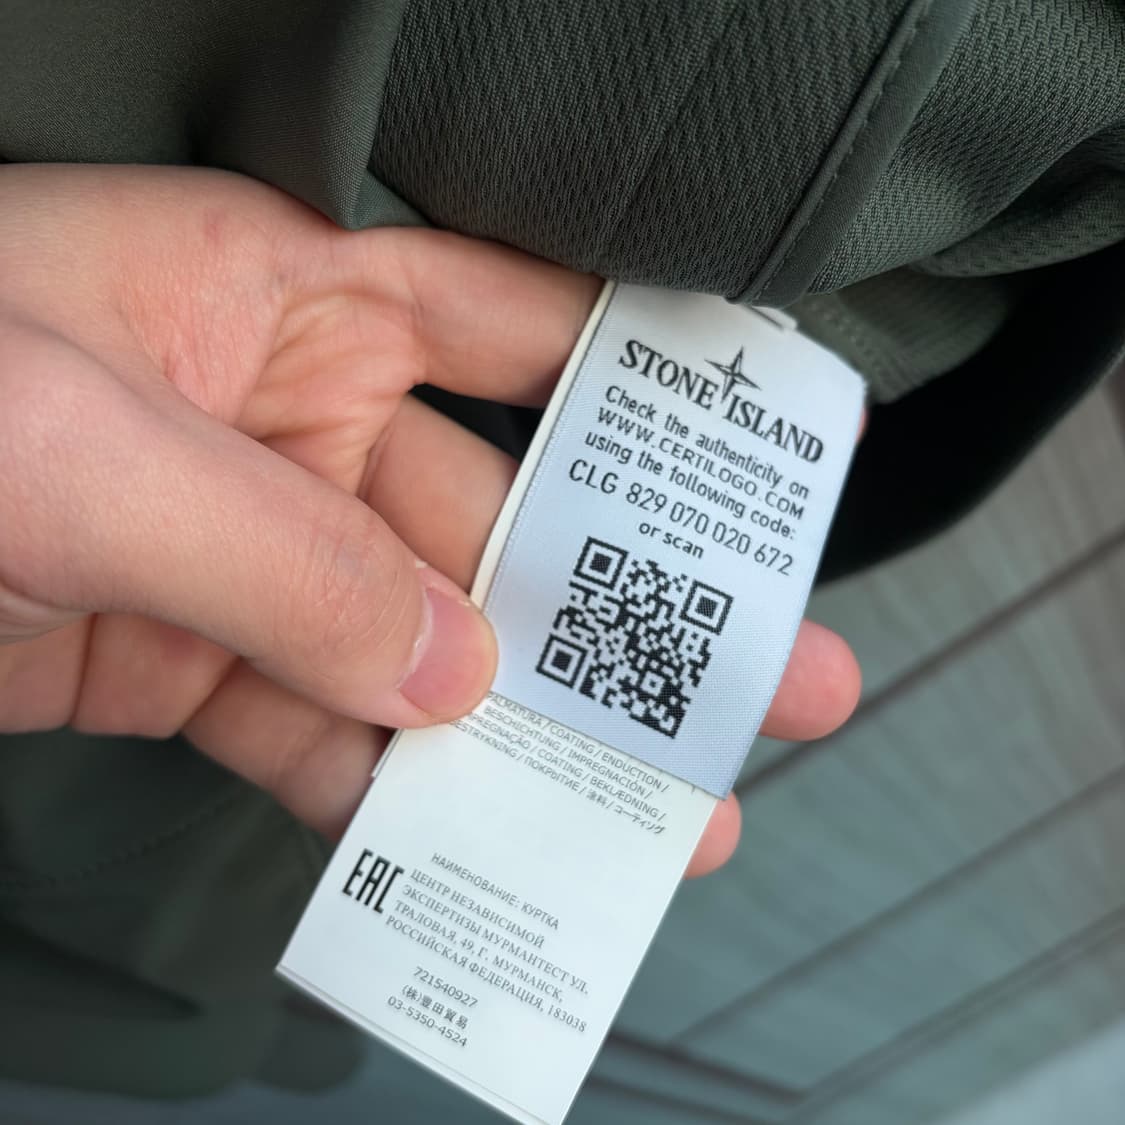 STONE ISLAND
Check the authenticity on
WWW.CERTILOGO.COM
using the following code:
CLG 829 070 020 672
or scan
PALMATURA / COATING / ENDUCTION /
BESCHICHTUNG / IMPREGNACIÓN /
IMPREGNAÇÃO / COATING / BEKLÆDNING /
BESTRYKNING / ПОКРЫТИЕ / 塗料 / コーティング
EAC
НАИМЕНОВАНИЕ: КУРТКА
ЦЕНТР НЕЗАВИСИМОЙ
ЭКСПЕРТИЗЫ МУРМАНТЕСТ УЛ.
ТРАЛОВАЯ, 49, Г. МУРМАНСК,
РОССИЙСКАЯ ФЕДЕРАЦИЯ, 183038
721540927
(株)豊田貿易
03-5350-4524